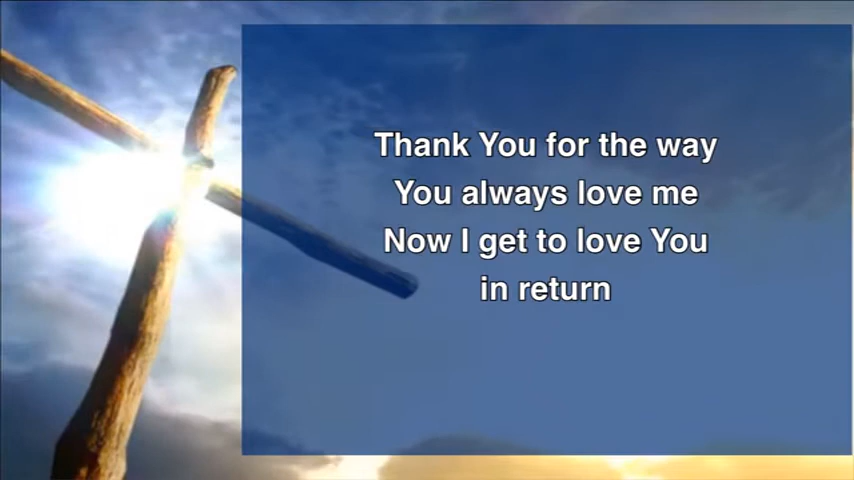 Thank You for the way
You always love me
Now I get to love You
in return